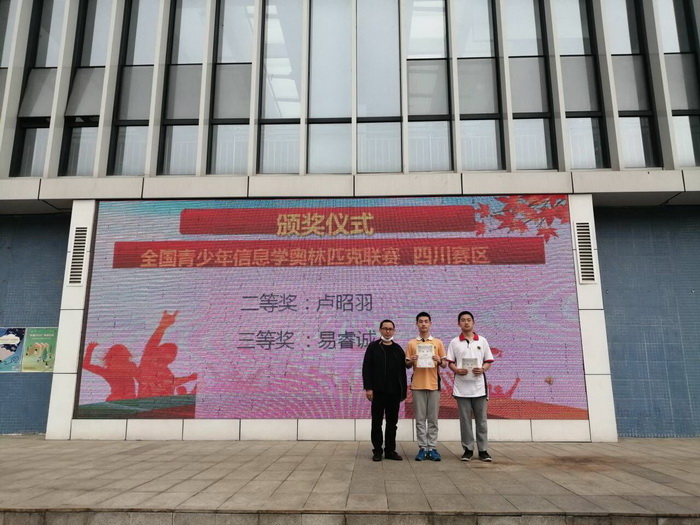 颁奖仪式
全国青少年信息学奥林匹克联赛 四川赛区
二等奖：卢昭羽
三等奖：易睿诚